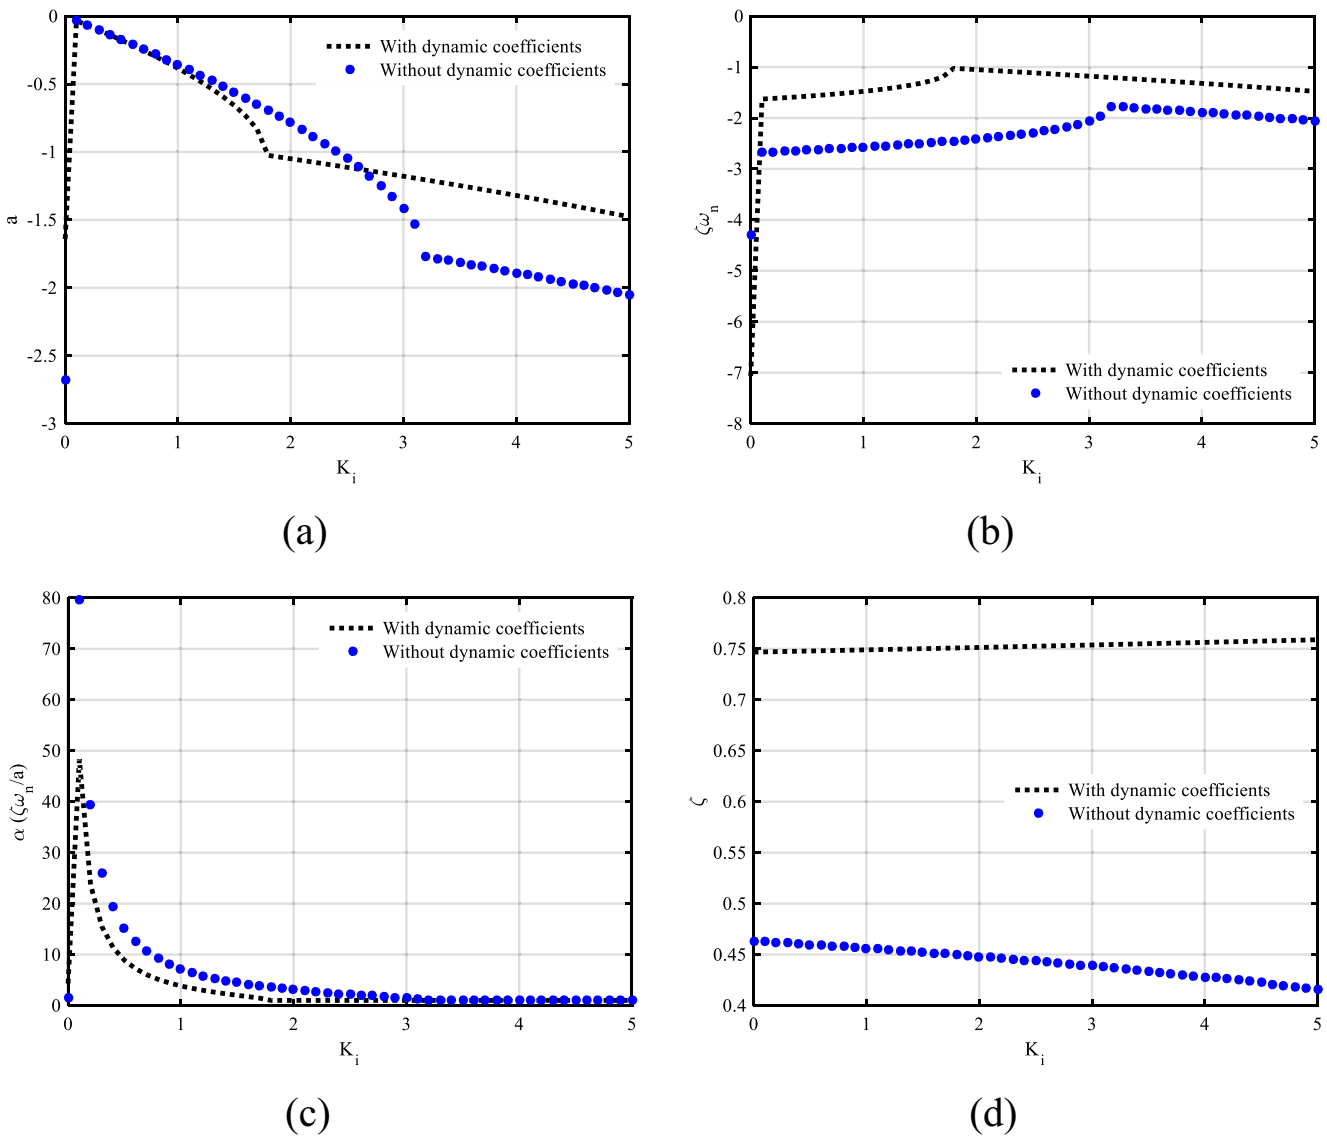 0
-0.5
-1
-1.5
-2
-2.5
-3
a
With dynamic coefficients
Without dynamic coefficients
0 1 2 3 4 5
K i
(a)
0
-1
-2
-3
-4
-5
-6
-7
-8
ζω n
With dynamic coefficients
Without dynamic coefficients
0 1 2 3 4 5
K i
(b)
80
70
60
50
40
30
20
10
0
α (ζω n /a)
With dynamic coefficients
Without dynamic coefficients
0 1 2 3 4 5
K i
(c)
0.8
0.75
0.7
0.65
0.6
0.55
0.5
0.45
0.4
ζ
With dynamic coefficients
Without dynamic coefficients
0 1 2 3 4 5
K i
(d)